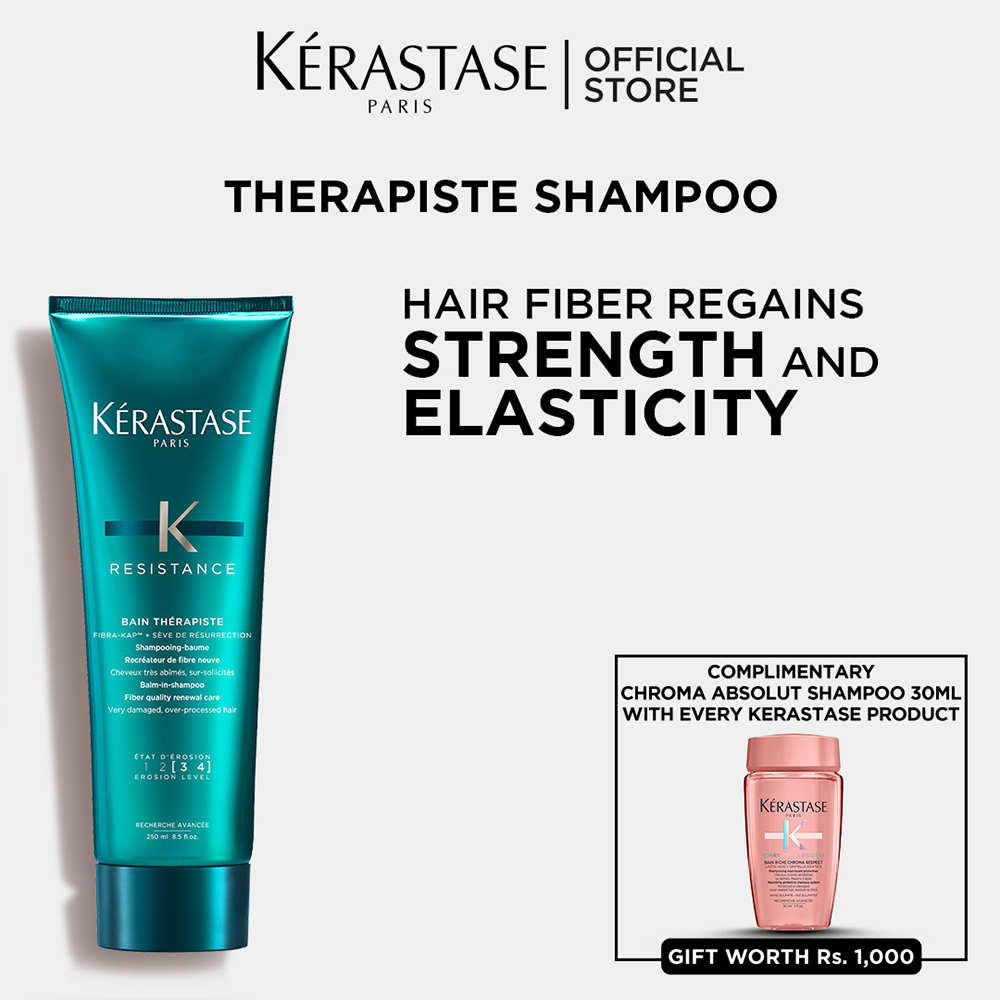 KÉRASTASE
PARIS
OFFICIAL
STORE
THERAPISTE SHAMPOO
HAIR FIBER REGAINS
STRENGTH AND
ELASTICITY
KÉRASTASE
PARIS
K
RESISTANCE
BAIN THÉRAPISTE
FIBRA-KAP™ + SÈVE DE RÉSURRECTION
Shampooing-baume
Recréateur de fibre neuve
Cheveux très abîmés, sur-sollicités
Balm-in-shampoo
Fiber quality renewal care
Very damaged, over-processed hair
ÉTAT D'ÉROSION
1 2 [3 4]
EROSION LEVEL
RECHERCHE AVANCÉE
250 ml 8.5 fl.oz.
COMPLIMENTARY
CHROMA ABSOLUT SHAMPOO 30ML
WITH EVERY KERASTASE PRODUCT
KÉRASTASE
PARIS
K
BAIN RICHE CHROMA RESPECT
RECHERCHE AVANCÉE
GIFT WORTH Rs. 1,000